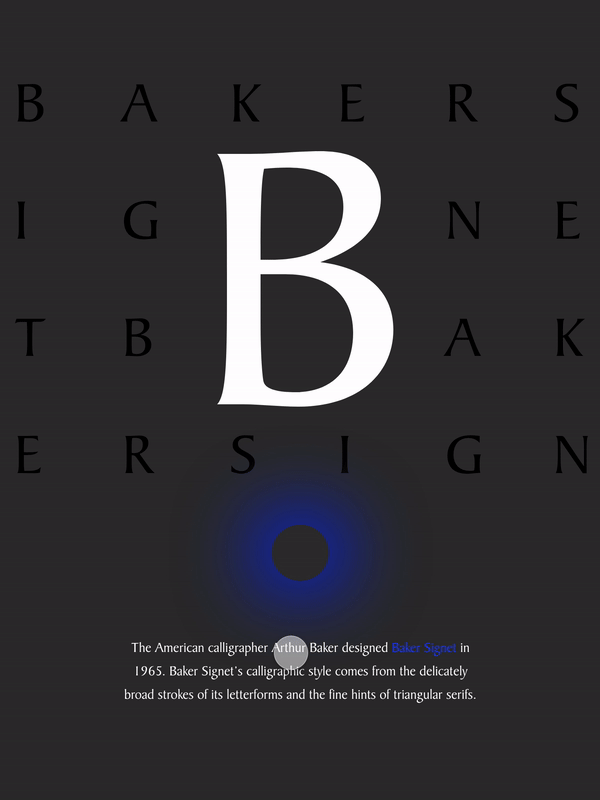 B A K E R S
B
I G N E
T B A K
E R S I G N
The American calligrapher Arthur Baker designed Baker Signet in
1965. Baker Signet's calligraphic style comes from the delicately
broad strokes of its letterforms and the fine hints of triangular serifs.